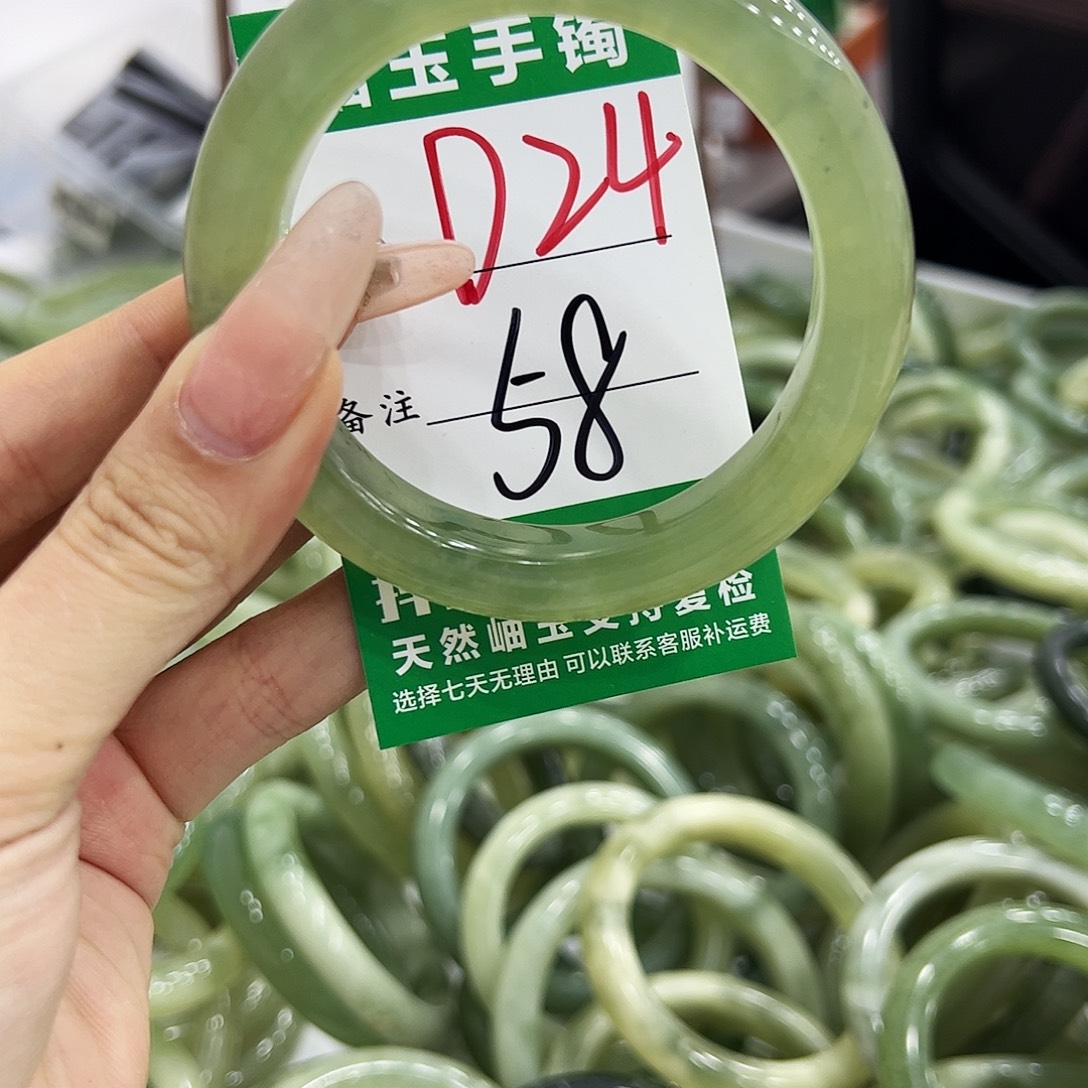 玉手镯
D24
备注 58
天然岫玉支持复检
选择七天无理由 可以联系客服补运费